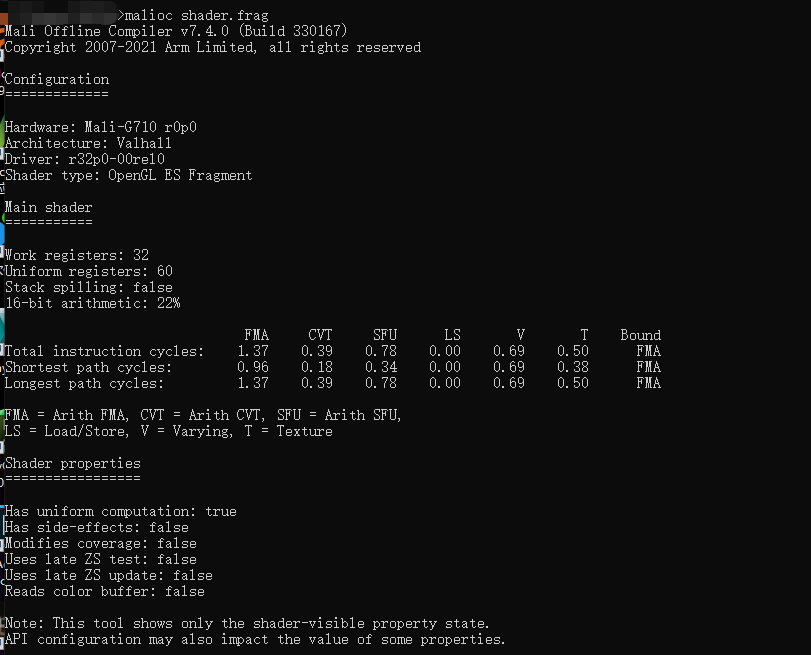 >malioc shader.frag
Mali Offline Compiler v7.4.0 (Build 330167)
Copyright 2007-2021 Arm Limited, all rights reserved
Configuration
=============
Hardware: Mali-G710 r0p0
Architecture: Valhall
Driver: r32p0-00rel0
Shader type: OpenGL ES Fragment
Main shader
===========
Work registers: 32
Uniform registers: 60
Stack spilling: false
16-bit arithmetic: 22%
FMA CVT SFU LS V T Bound
Total instruction cycles: 1.37 0.39 0.78 0.00 0.69 0.50 FMA
Shortest path cycles: 0.96 0.18 0.34 0.00 0.69 0.38 FMA
Longest path cycles: 1.37 0.39 0.78 0.00 0.69 0.50 FMA
FMA = Arith FMA, CVT = Arith CVT, SFU = Arith SFU,
LS = Load/Store, V = Varying, T = Texture
Shader properties
=================
Has uniform computation: true
Has side-effects: false
Modifies coverage: false
Uses late ZS test: false
Uses late ZS update: false
Reads color buffer: false
Note: This tool shows only the shader-visible property state.
API configuration may also impact the value of some properties.